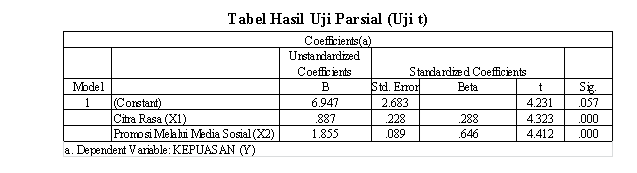 Tabel Hasil Uji Parsial (Uji t)
Coefficients(a)
Unstandardized Coefficients Standardized Coefficients
Model B Std. Error Beta t Sig.
1 (Constant) 6.947 2.683 4.231 .057
Citra Rasa (X1) .887 .228 .288 4.323 .000
Promosi Melalui Media Sosial (X2) 1.855 .089 .646 4.412 .000
a. Dependent Variable: KEPUASAN (Y)